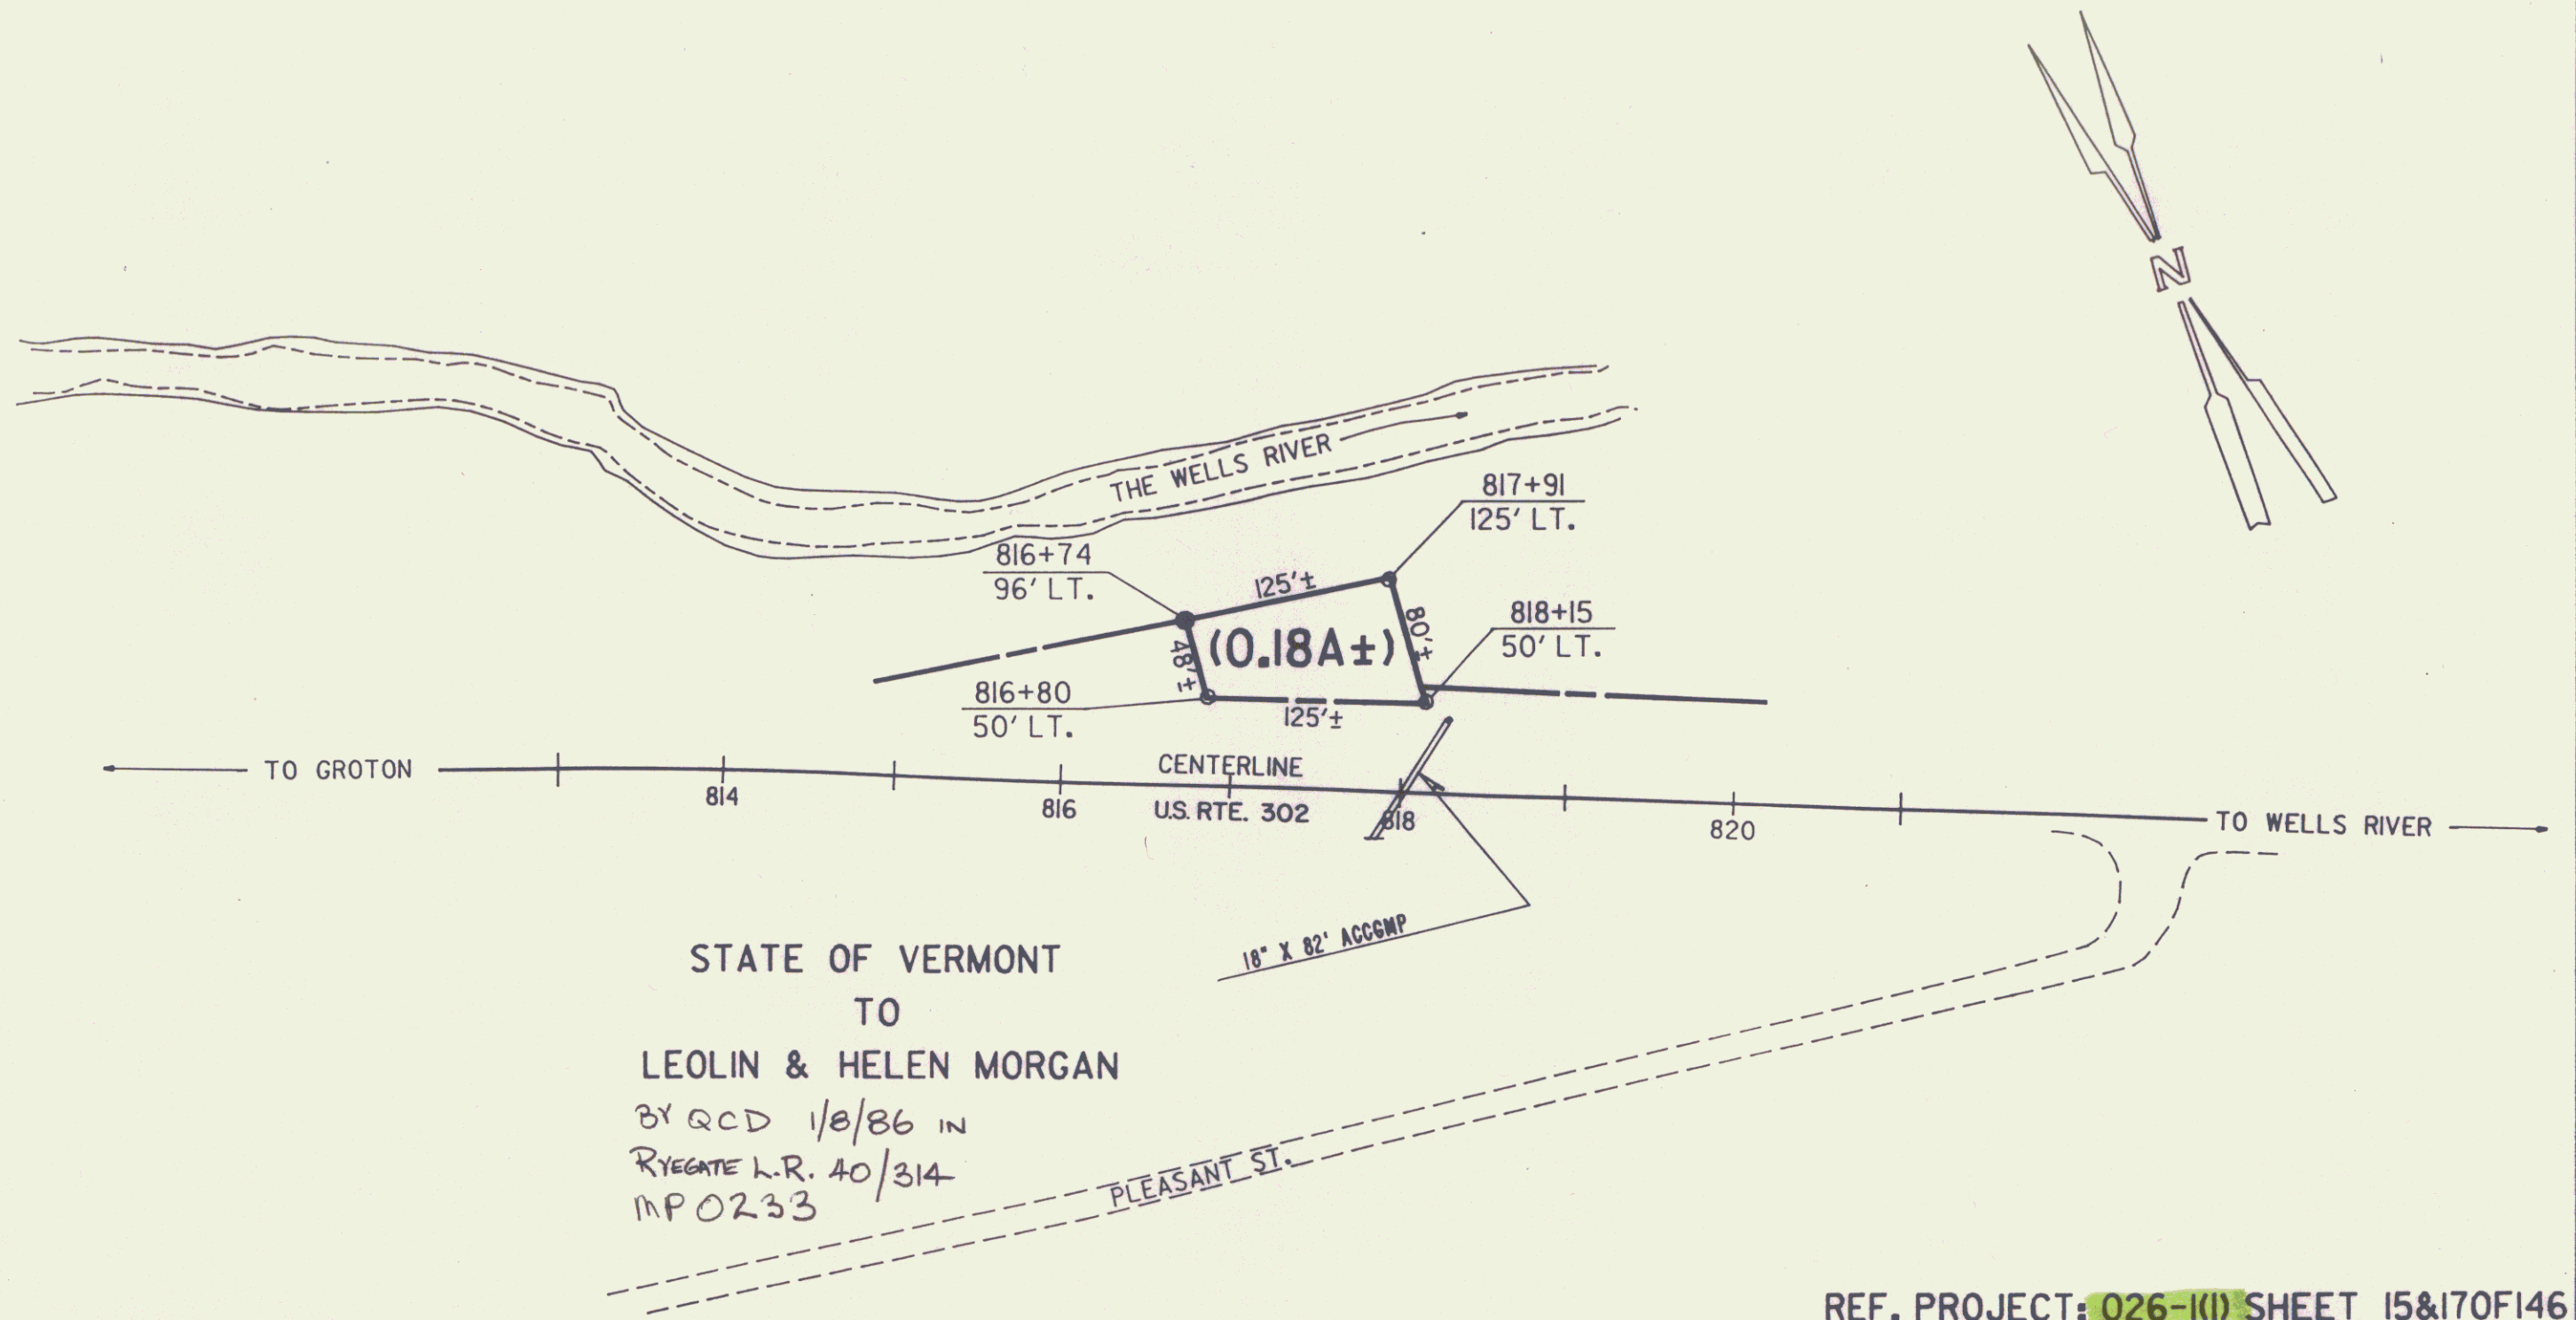 N
THE WELLS RIVER
817+91
125' LT.
816+74
96' LT.
125'±
80'±
818+15
50' LT.
(0.18A±)
48'±
816+80
50' LT.
125'±
TO GROTON
CENTERLINE
814
816
U.S. RTE. 302
818
820
TO WELLS RIVER
18" X 82' ACCGMP
STATE OF VERMONT
TO
LEOLIN & HELEN MORGAN
BY QCD 1/8/86 IN
RYEGATE L.R. 40/314
MP 0233
PLEASANT ST.
REF. PROJECT: 026-1(1) SHEET 15&17OF146